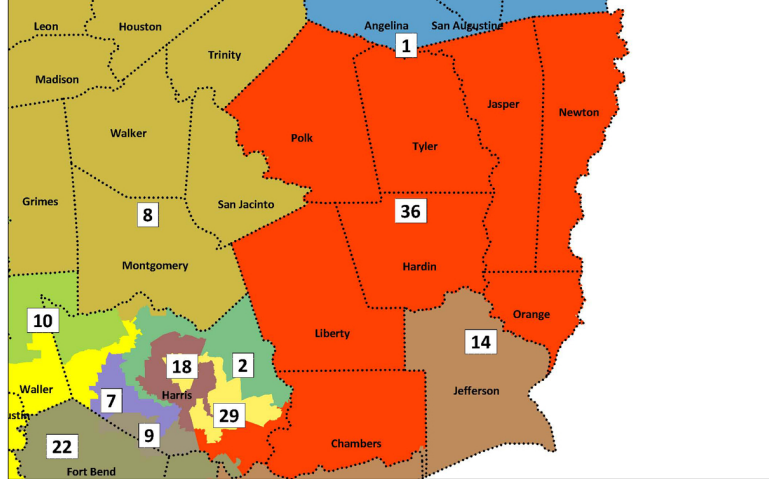 Leon
Houston
Angelina
San Augustine
1
Trinity
Madison
Jasper
Newton
Walker
Polk
Tyler
Grimes
San Jacinto
8
36
Montgomery
Hardin
10
Orange
Liberty
14
18
2
Waller
Harris
Jefferson
7
29
9
22
Chambers
Fort Bend